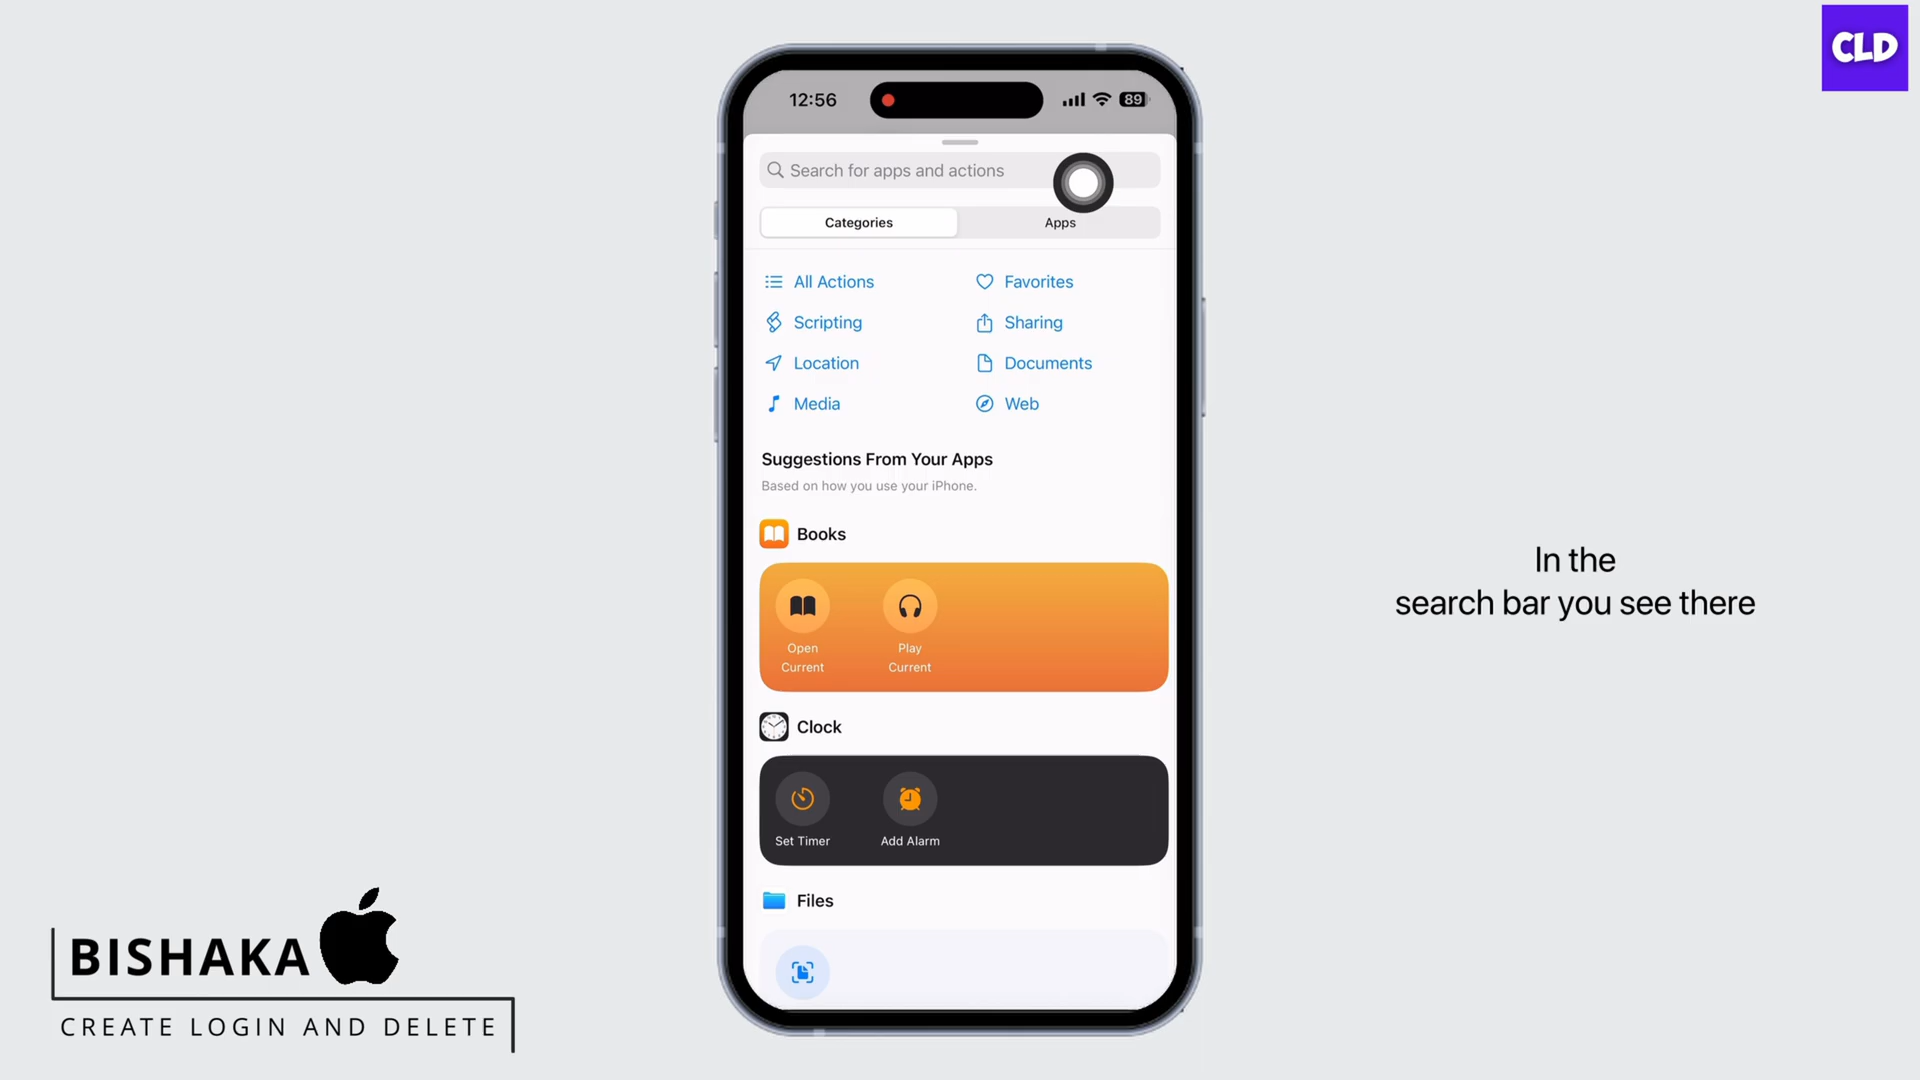 CLD
12:56
89
Search for apps and actions
Categories
Apps
All Actions
Favorites
Scripting
Sharing
Location
Documents
Media
Web
Suggestions From Your Apps
Based on how you use your iPhone.
Books
Open
Current
Play
Current
Clock
Set Timer
Add Alarm
Files
In the
search bar you see there
BISHAKA
CREATE LOGIN AND DELETE